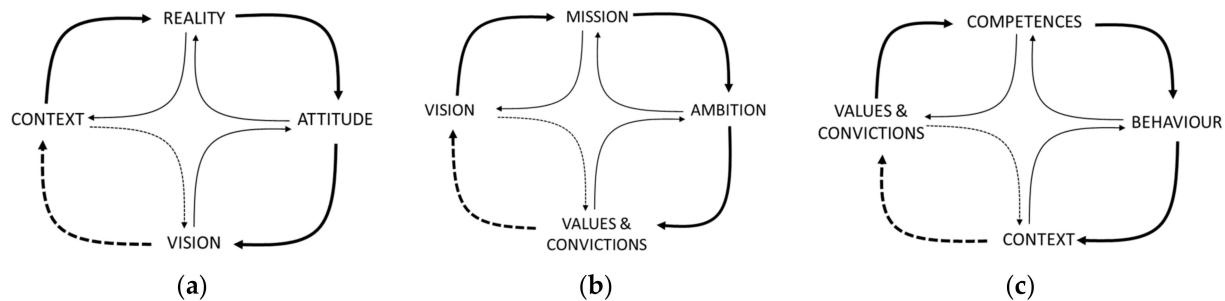 REALITY
CONTEXT
ATTITUDE
VISION
(a)
MISSION
VISION
AMBITION
VALUES &
CONVICTIONS
(b)
COMPETENCES
VALUES &
CONVICTIONS
BEHAVIOUR
CONTEXT
(c)